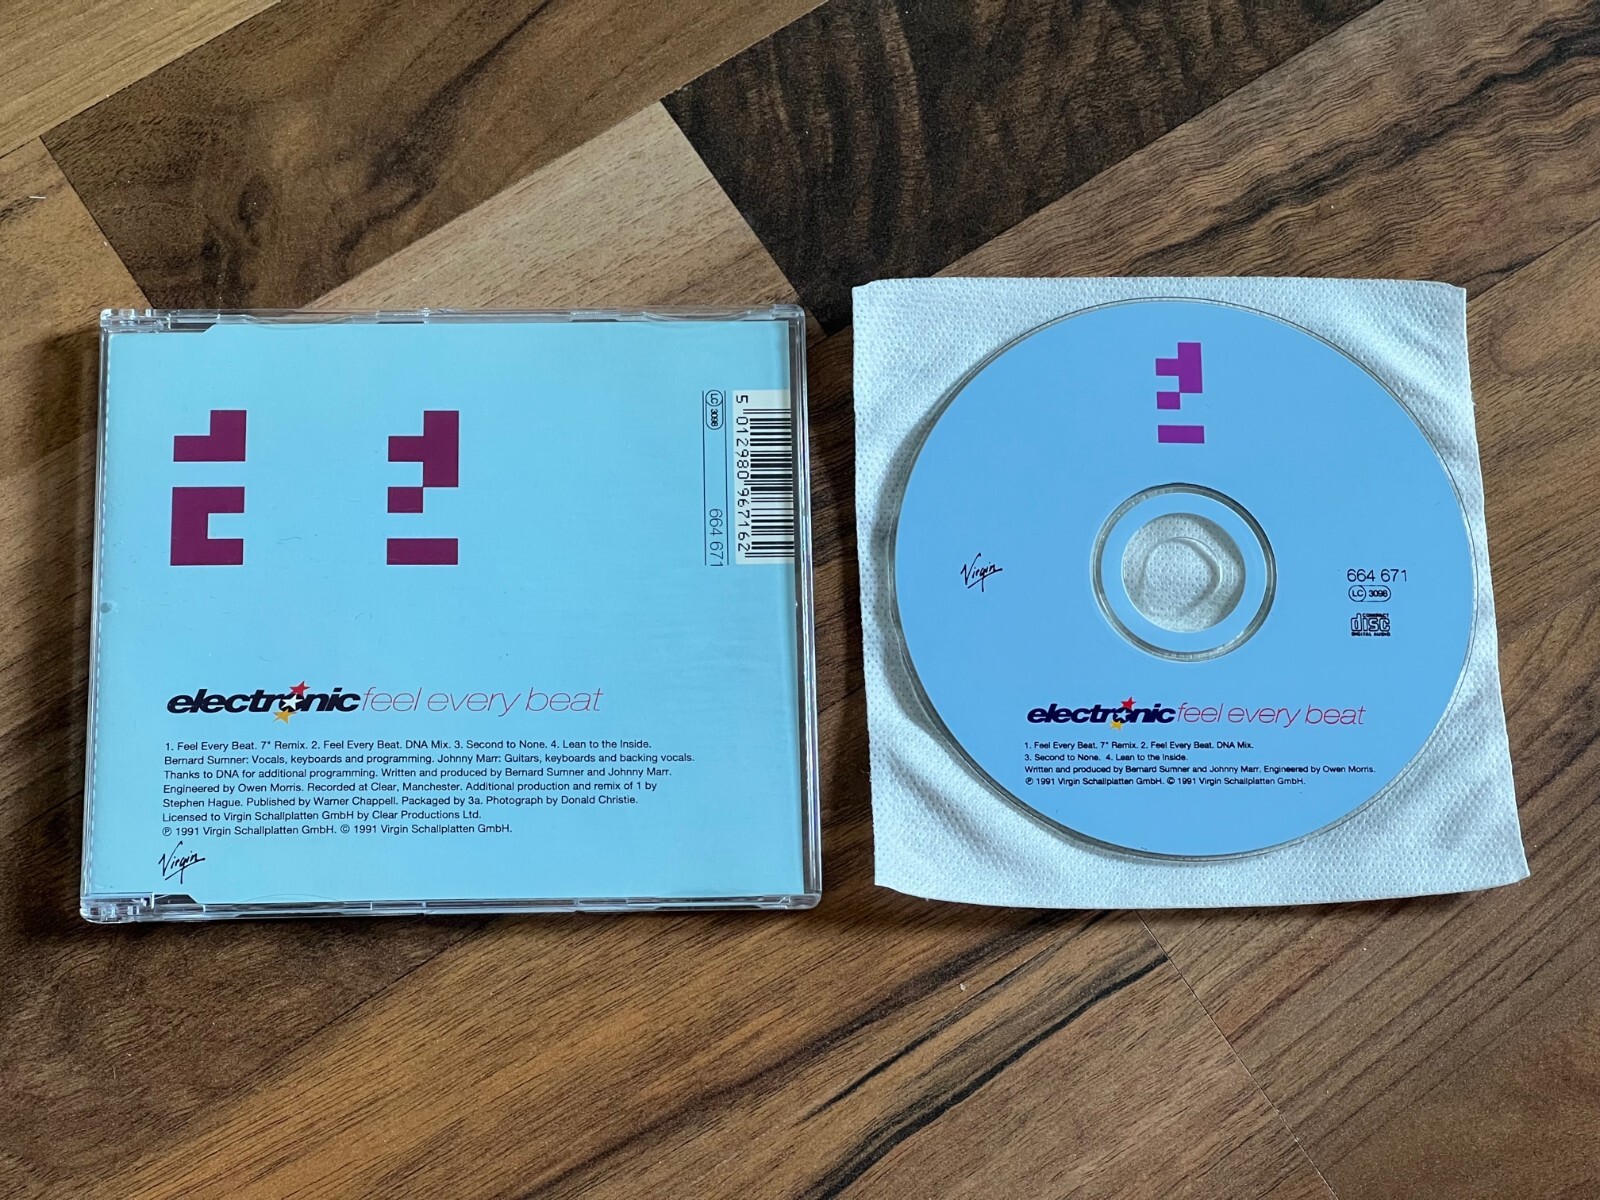 LC 3098
664 671
5 012980 967162
electronic feel every beat
1. Feel Every Beat. 7" Remix. 2. Feel Every Beat. DNA Mix. 3. Second to None. 4. Lean to the Inside.
Bernard Sumner: Vocals, keyboards and programming. Johnny Marr: Guitars, keyboards and backing vocals.
Thanks to DNA for additional programming. Written and produced by Bernard Sumner and Johnny Marr.
Engineered by Owen Morris. Recorded at Clear, Manchester. Additional production and remix of 1 by
Stephen Hague. Published by Warner Chappell. Packaged by 3a. Photograph by Donald Christie.
Licensed to Virgin Schallplatten GmbH by Clear Productions Ltd.
℗ 1991 Virgin Schallplatten GmbH. © 1991 Virgin Schallplatten GmbH.
Virgin
Virgin
664 671
LC 3098
COMPACT
disc
DIGITAL AUDIO
electronic feel every beat
1. Feel Every Beat. 7" Remix. 2. Feel Every Beat. DNA Mix.
3. Second to None. 4. Lean to the Inside.
Written and produced by Bernard Sumner and Johnny Marr. Engineered by Owen Morris.
℗ 1991 Virgin Schallplatten GmbH. © 1991 Virgin Schallplatten GmbH.